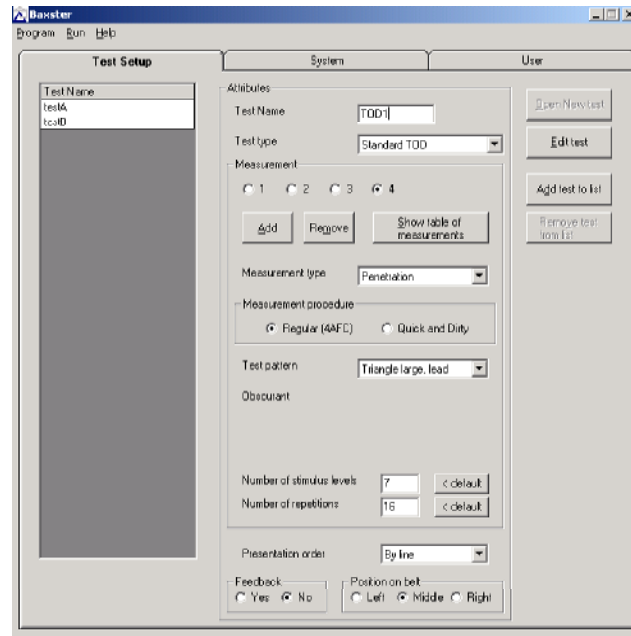 Baxster
Program Run Help
Test Setup System User
Test Name
testA
testD
Attributes
Test Name TOD1
Test type Standard TOD
Measurement
1 2 3 4
Add Remove Show table of measurements
Measurement type Penetration
Measurement procedure
Regular (4AFC) Quick and Dirty
Test pattern Triangle large, lead
Obscurant
Number of stimulus levels 7 < default
Number of repetitions 16 < default
Presentation order By line
Feedback
Yes No
Position on belt
Left Middle Right
Open New test
Edit test
Add test to list
Remove test from list